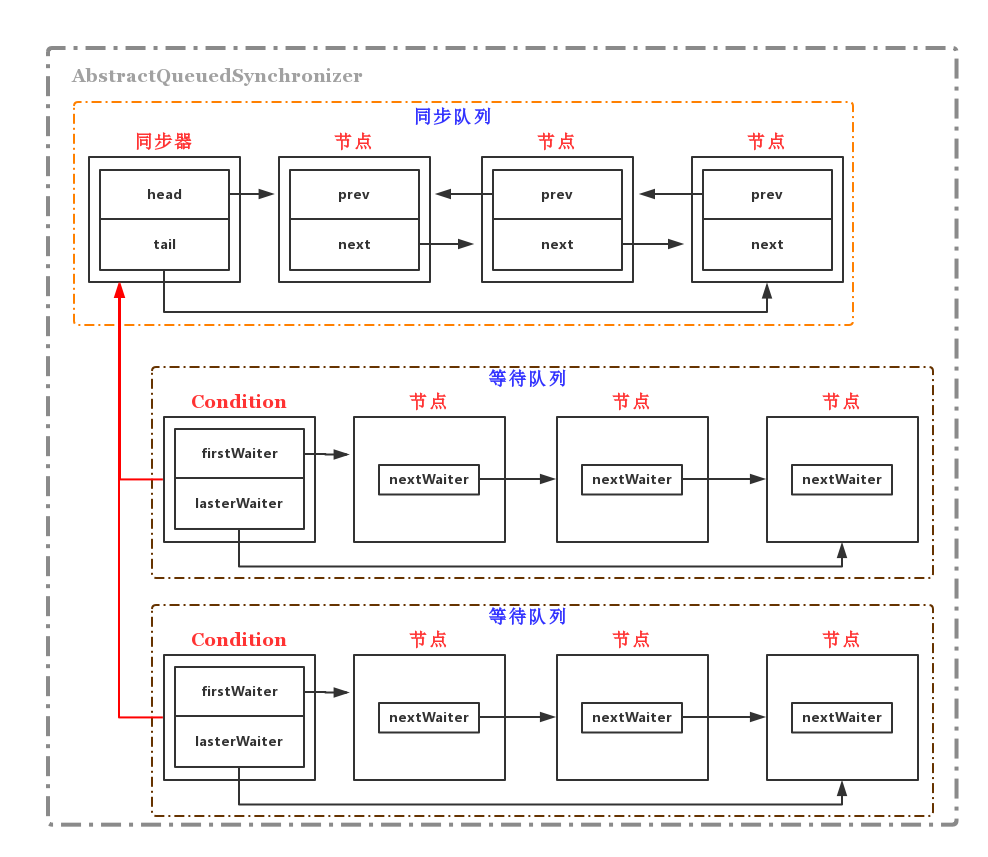 AbstractQueuedSynchronizer
同步队列
同步器 节点 节点 节点
head prev prev prev
tail next next next
等待队列
Condition 节点 节点 节点
firstWaiter
nextWaiter nextWaiter nextWaiter
lasterWaiter
等待队列
Condition 节点 节点 节点
firstWaiter
nextWaiter nextWaiter nextWaiter
lasterWaiter